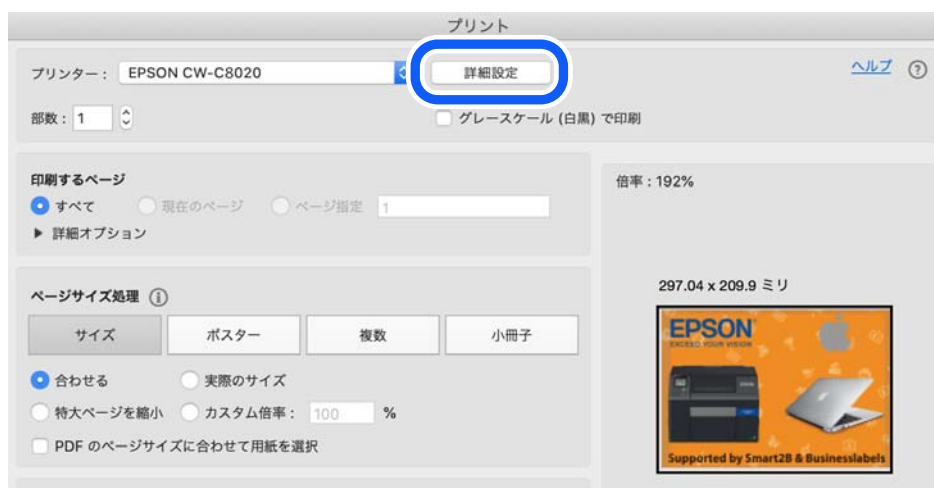 プリント
プリンター： EPSON CW-C8020 詳細設定 ヘルプ ?
部数： 1 グレースケール (白黒) で印刷
印刷するページ
すべて 現在のページ ページ指定 1
詳細オプション
倍率：192%
ページサイズ処理 i
サイズ ポスター 複数 小冊子
合わせる 実際のサイズ
特大ページを縮小 カスタム倍率： 100 %
PDF のページサイズに合わせて用紙を選択
297.04 x 209.9 ミリ
EPSON
EXCEED YOUR VISION
Supported by Smart2B & Businesslabels